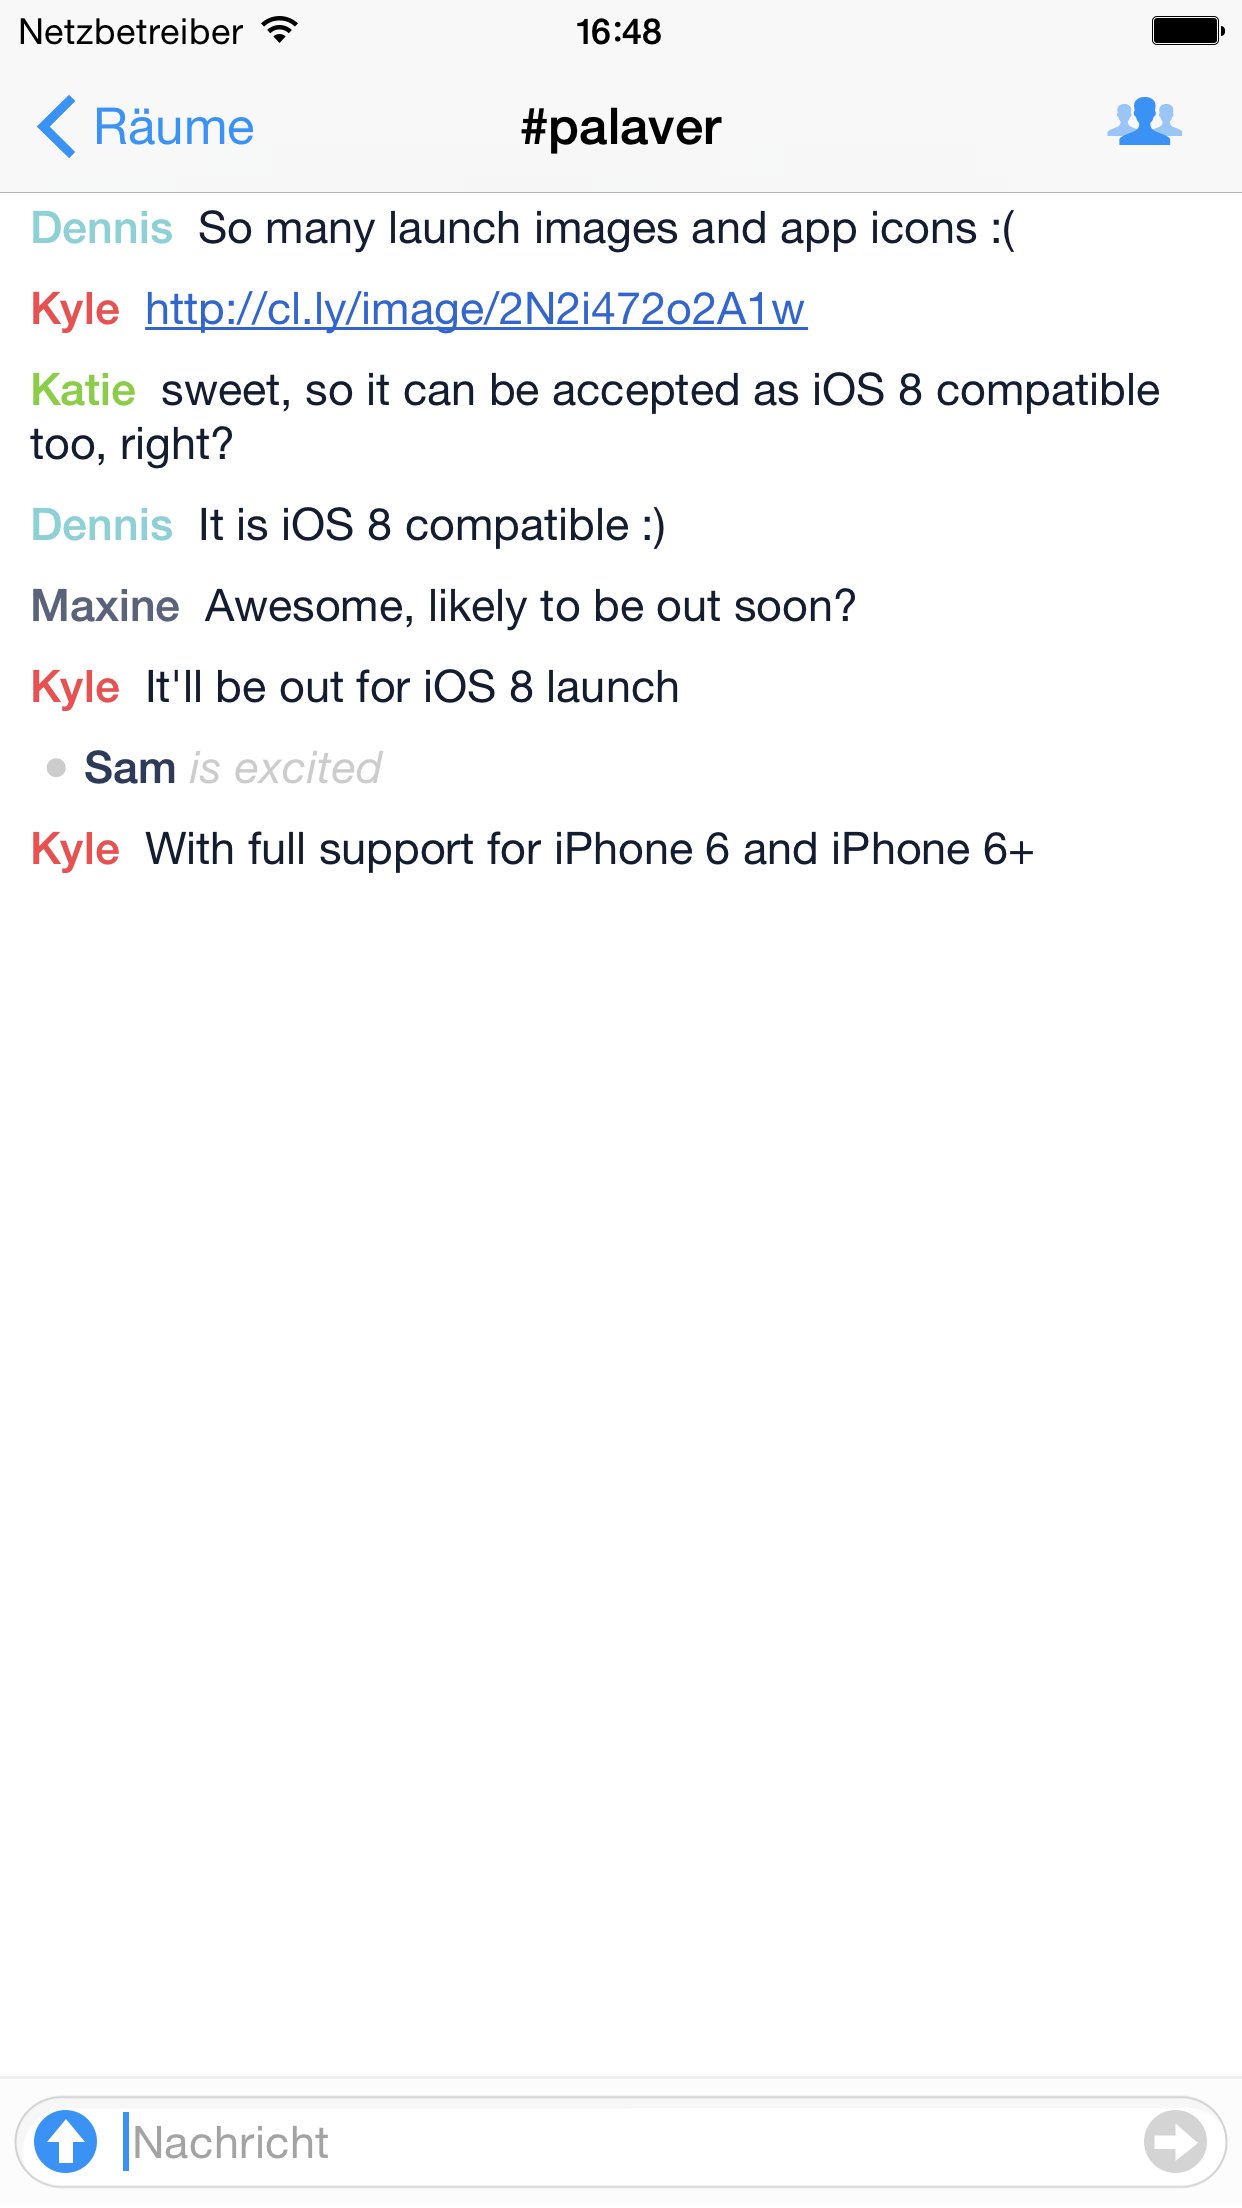 Netzbetreiber 16:48
Räume #palaver
Dennis So many launch images and app icons :(
Kyle http://cl.ly/image/2N2i472o2A1w
Katie sweet, so it can be accepted as iOS 8 compatible
too, right?
Dennis It is iOS 8 compatible :)
Maxine Awesome, likely to be out soon?
Kyle It'll be out for iOS 8 launch
Sam is excited
Kyle With full support for iPhone 6 and iPhone 6+
Nachricht